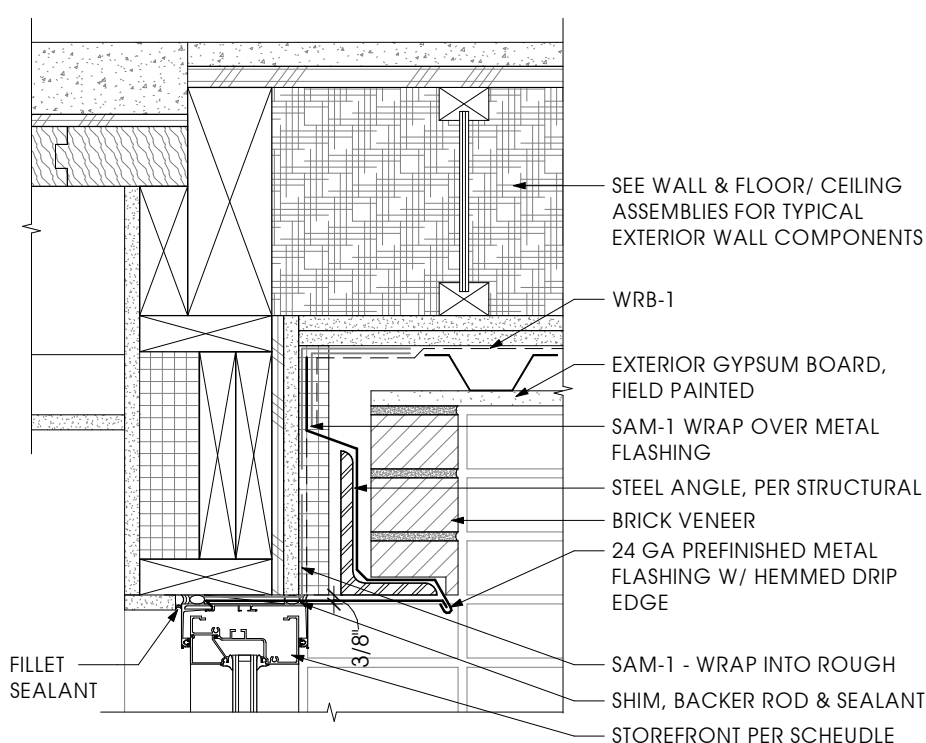 SEE WALL & FLOOR/ CEILING
ASSEMBLIES FOR TYPICAL
EXTERIOR WALL COMPONENTS
WRB-1
EXTERIOR GYPSUM BOARD,
FIELD PAINTED
SAM-1 WRAP OVER METAL
FLASHING
STEEL ANGLE, PER STRUCTURAL
BRICK VENEER
24 GA PREFINISHED METAL
FLASHING W/ HEMMED DRIP
EDGE
3/8"
FILLET
SEALANT
SAM-1 - WRAP INTO ROUGH
SHIM, BACKER ROD & SEALANT
STOREFRONT PER SCHEUDLE